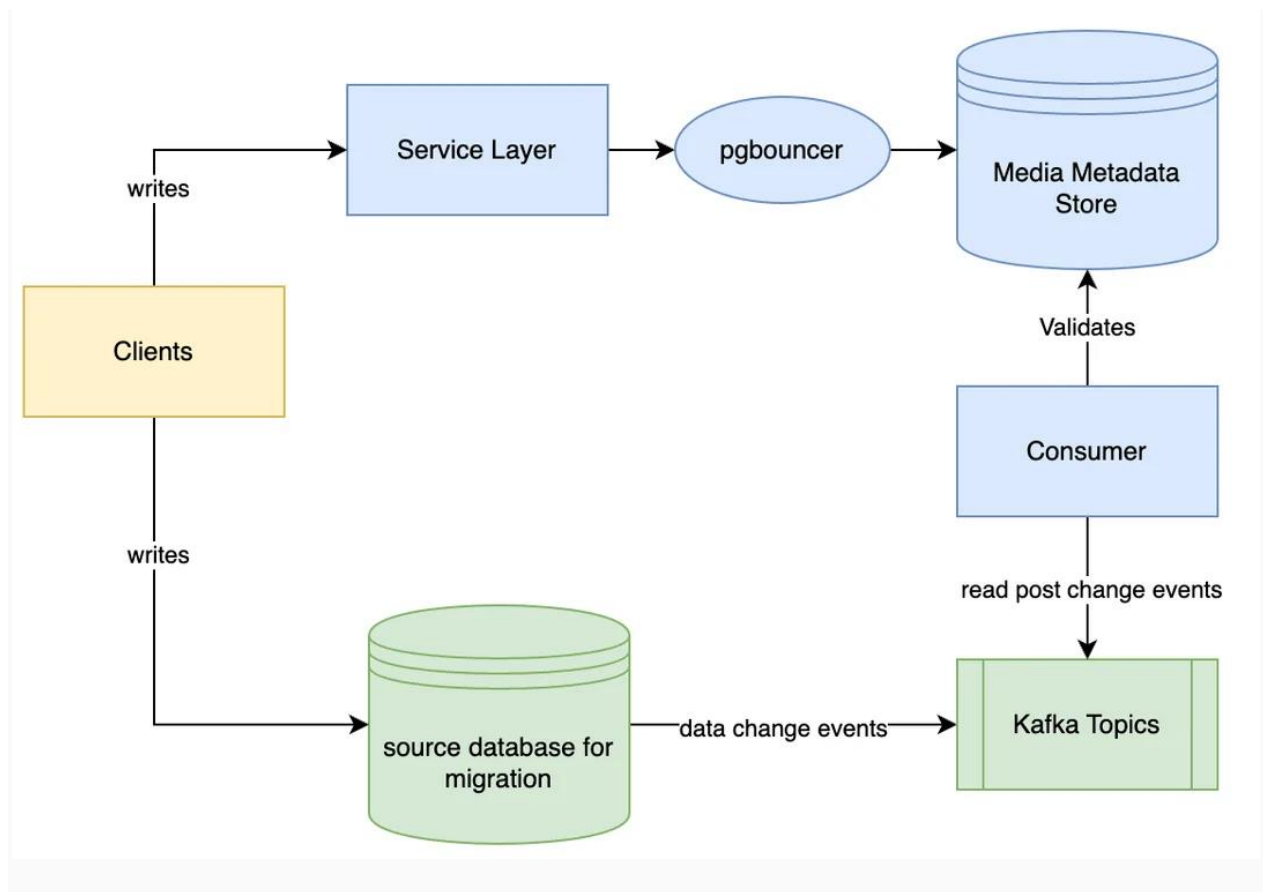 Service Layer
pgbouncer
Media Metadata
Store
writes
Clients
Validates
Consumer
writes
read post change events
source database for
migration
data change events
Kafka Topics